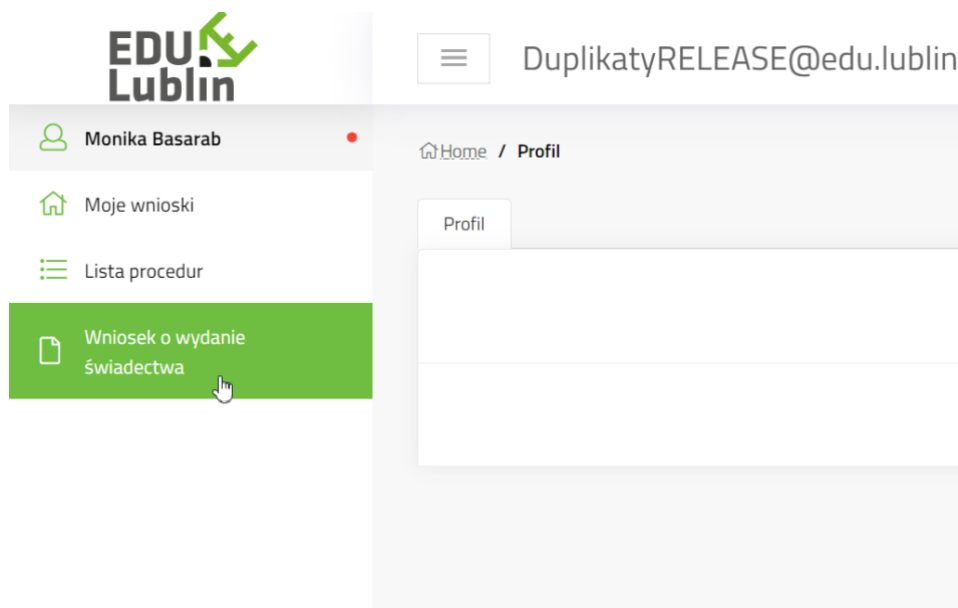 EDU
Lublin
DuplikatyRELEASE@edu.lublin
Monika Basarab
Home / Profil
Moje wnioski
Profil
Lista procedur
Wniosek o wydanie
świadectwa